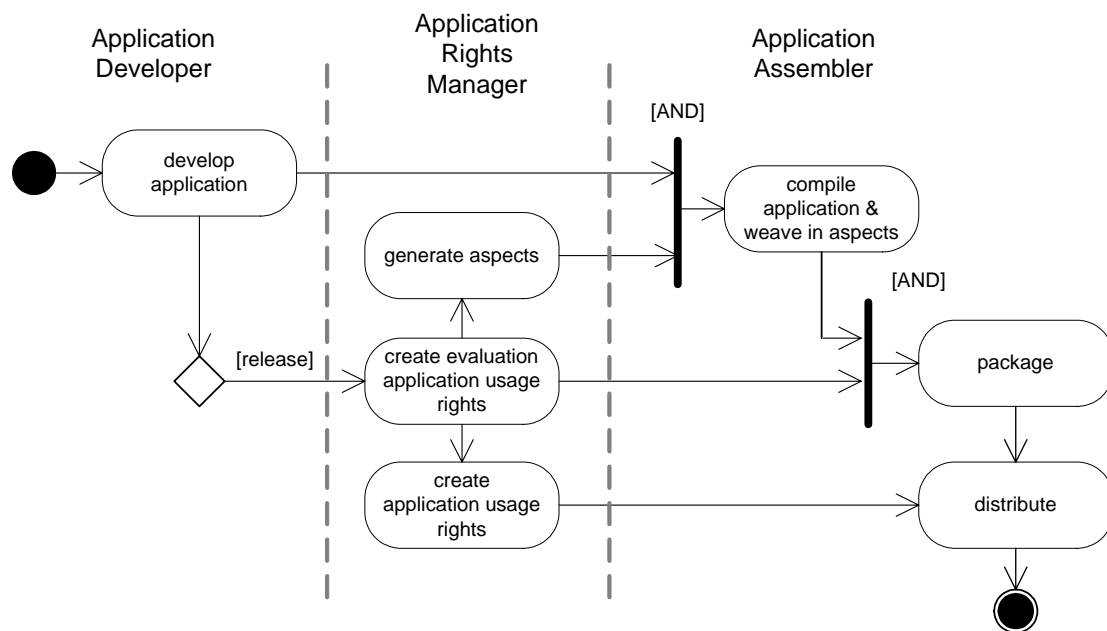 Application
Developer
Application
Rights
Manager
Application
Assembler
[AND]
develop
application
compile
application &
weave in aspects
generate aspects
[AND]
[release]
create evaluation
application usage
rights
package
create
application usage
rights
distribute